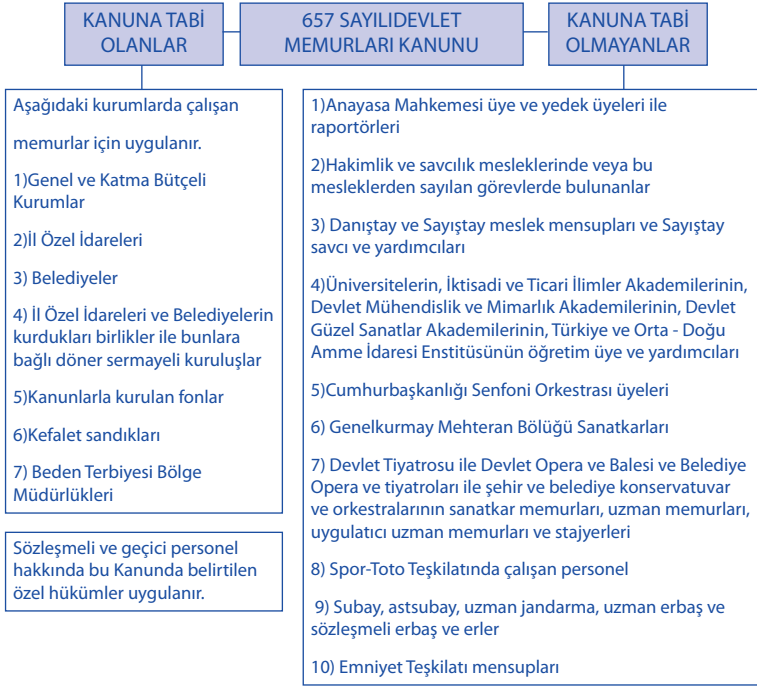 KANUNA TABİ
OLANLAR
657 SAYILIDEVLET
MEMURLARI KANUNU
KANUNA TABİ
OLMAYANLAR
Aşağıdaki kurumlarda çalışan
memurlar için uygulanır.
1)Genel ve Katma Bütçeli
Kurumlar
2)İl Özel İdareleri
3) Belediyeler
4) İl Özel İdareleri ve Belediyelerin
kurdukları birlikler ile bunlara
bağlı döner sermayeli kuruluşlar
5)Kanunlarla kurulan fonlar
6)Kefalet sandıkları
7) Beden Terbiyesi Bölge
Müdürlükleri
Sözleşmeli ve geçici personel
hakkında bu Kanunda belirtilen
özel hükümler uygulanır.
1)Anayasa Mahkemesi üye ve yedek üyeleri ile
raportörleri
2)Hakimlik ve savcılık mesleklerinde veya bu
mesleklerden sayılan görevlerde bulunanlar
3) Danıştay ve Sayıştay meslek mensupları ve Sayıştay
savcı ve yardımcıları
4)Üniversitelerin, İktisadi ve Ticari İlimler Akademilerinin,
Devlet Mühendislik ve Mimarlık Akademilerinin, Devlet
Güzel Sanatlar Akademilerinin, Türkiye ve Orta - Doğu
Amme İdaresi Enstitüsünün öğretim üye ve yardımcıları
5)Cumhurbaşkanlığı Senfoni Orkestrası üyeleri
6) Genelkurmay Mehteran Bölüğü Sanatkarları
7) Devlet Tiyatrosu ile Devlet Opera ve Balesi ve Belediye
Opera ve tiyatroları ile şehir ve belediye konservatuvar
ve orkestralarının sanatkar memurları, uzman memurları,
uygulatıcı uzman memurları ve stajyerleri
8) Spor-Toto Teşkilatında çalışan personel
9) Subay, astsubay, uzman jandarma, uzman erbaş ve
sözleşmeli erbaş ve erler
10) Emniyet Teşkilatı mensupları